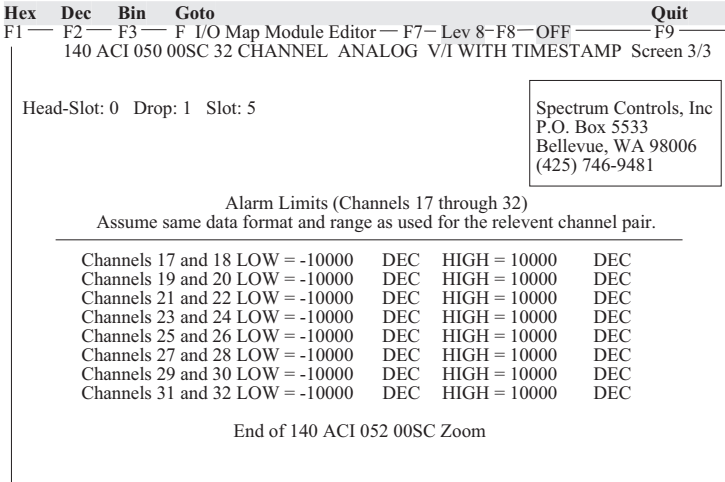 Hex Dec Bin Goto Quit
F1 F2 F3 F I/O Map Module Editor F7 Lev 8 F8 OFF F9
140 ACI 050 00SC 32 CHANNEL ANALOG V/I WITH TIMESTAMP Screen 3/3
Head-Slot: 0 Drop: 1 Slot: 5
Spectrum Controls, Inc
P.O. Box 5533
Bellevue, WA 98006
(425) 746-9481
Alarm Limits (Channels 17 through 32)
Assume same data format and range as used for the relevent channel pair.
Channels 17 and 18 LOW = -10000 DEC HIGH = 10000 DEC
Channels 19 and 20 LOW = -10000 DEC HIGH = 10000 DEC
Channels 21 and 22 LOW = -10000 DEC HIGH = 10000 DEC
Channels 23 and 24 LOW = -10000 DEC HIGH = 10000 DEC
Channels 25 and 26 LOW = -10000 DEC HIGH = 10000 DEC
Channels 27 and 28 LOW = -10000 DEC HIGH = 10000 DEC
Channels 29 and 30 LOW = -10000 DEC HIGH = 10000 DEC
Channels 31 and 32 LOW = -10000 DEC HIGH = 10000 DEC
End of 140 ACI 052 00SC Zoom